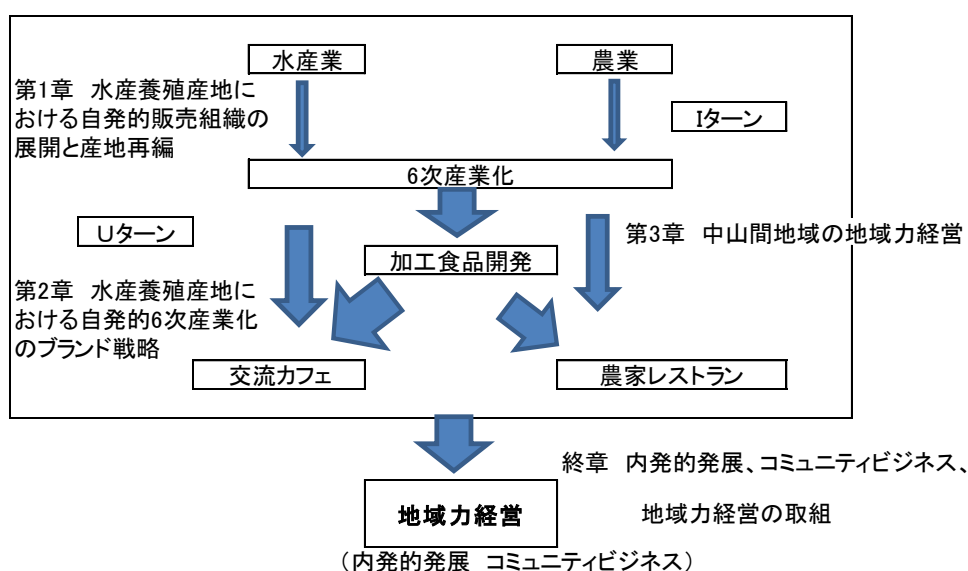 水産業
農業
第1章 水産養殖産地に
おける自発的販売組織の
展開と産地再編
Iターン
6次産業化
Uターン
第3章 中山間地域の地域力経営
加工食品開発
第2章 水産養殖産地に
おける自発的6次産業化
のブランド戦略
交流カフェ
農家レストラン
終章 内発的発展、コミュニティビジネス、
地域力経営の取組
地域力経営
（内発的発展 コミュニティビジネス）